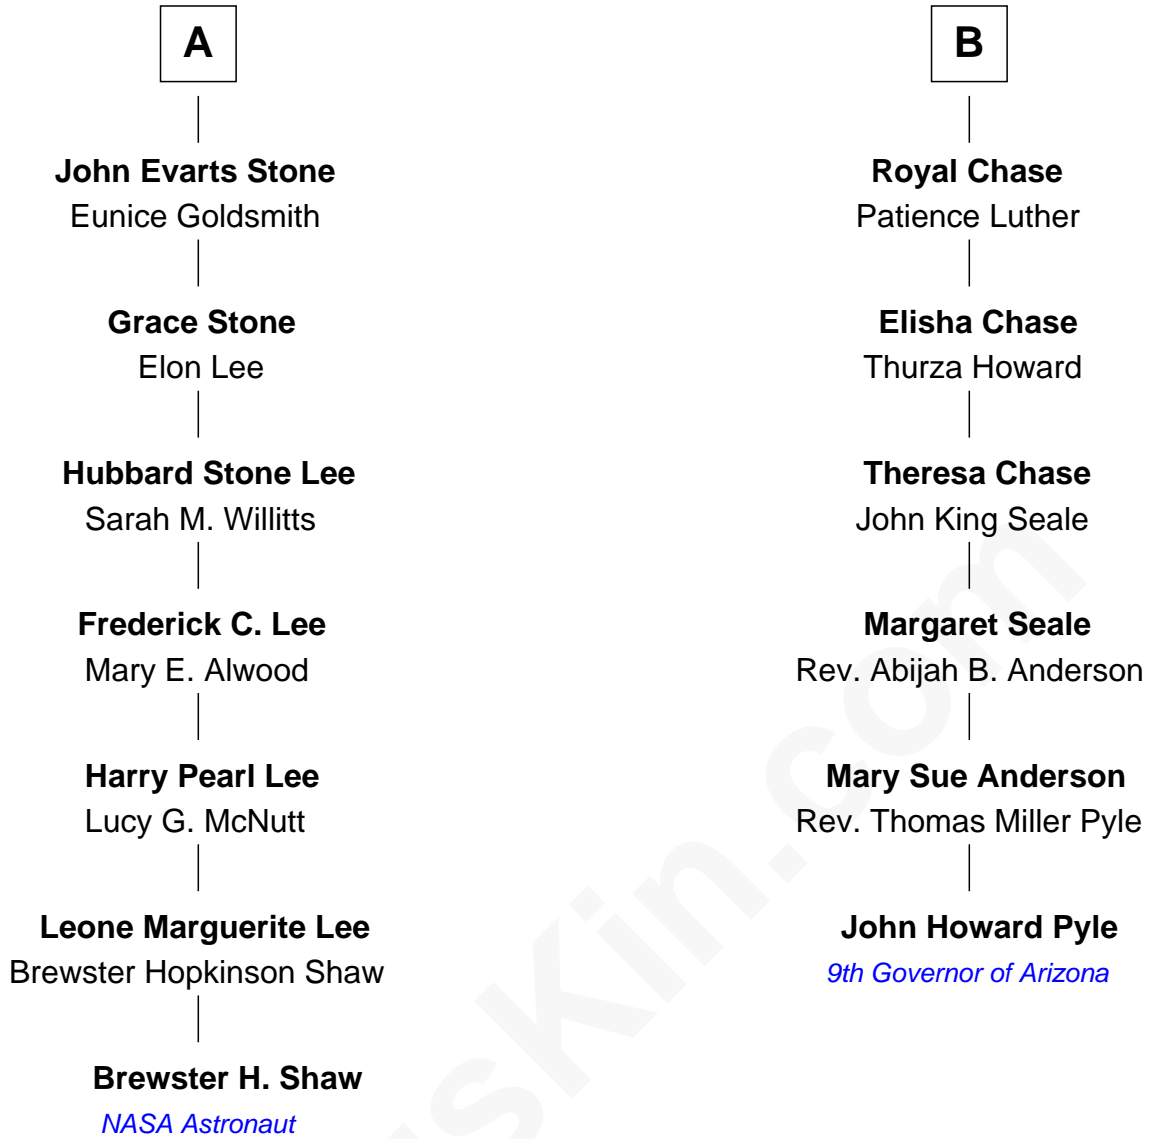 A
John Evarts Stone
Eunice Goldsmith
Grace Stone
Elon Lee
Hubbard Stone Lee
Sarah M. Willitts
Frederick C. Lee
Mary E. Alwood
Harry Pearl Lee
Lucy G. McNutt
Leone Marguerite Lee
Brewster Hopkinson Shaw
Brewster H. Shaw
NASA Astronaut
B
Royal Chase
Patience Luther
Elisha Chase
Thurza Howard
Theresa Chase
John King Seale
Margaret Seale
Rev. Abijah B. Anderson
Mary Sue Anderson
Rev. Thomas Miller Pyle
John Howard Pyle
9th Governor of Arizona
sKin.com